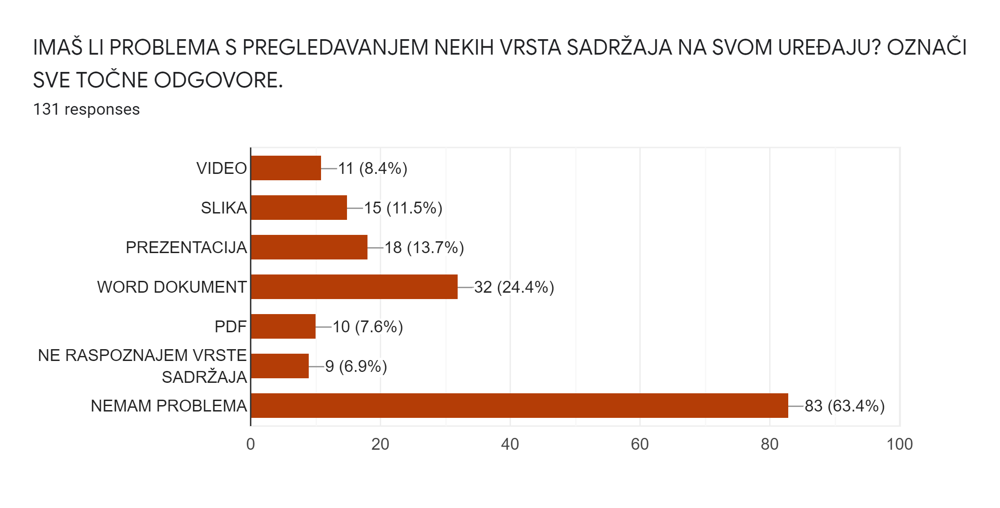 IMAŠ LI PROBLEMA S PREGLEDAVANJEM NEKIH VRSTA SADRŽAJA NA SVOM UREĐAJU? OZNAČI
SVE TOČNE ODGOVORE.
131 responses
VIDEO 11 (8.4%)
SLIKA 15 (11.5%)
PREZENTACIJA 18 (13.7%)
WORD DOKUMENT 32 (24.4%)
PDF 10 (7.6%)
NE RASPOZNAJEM VRSTE
SADRŽAJA 9 (6.9%)
NEMAM PROBLEMA 83 (63.4%)
0 20 40 60 80 100